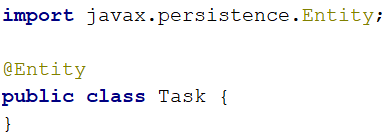 import javax.persistence.Entity;
@Entity
public class Task {
}